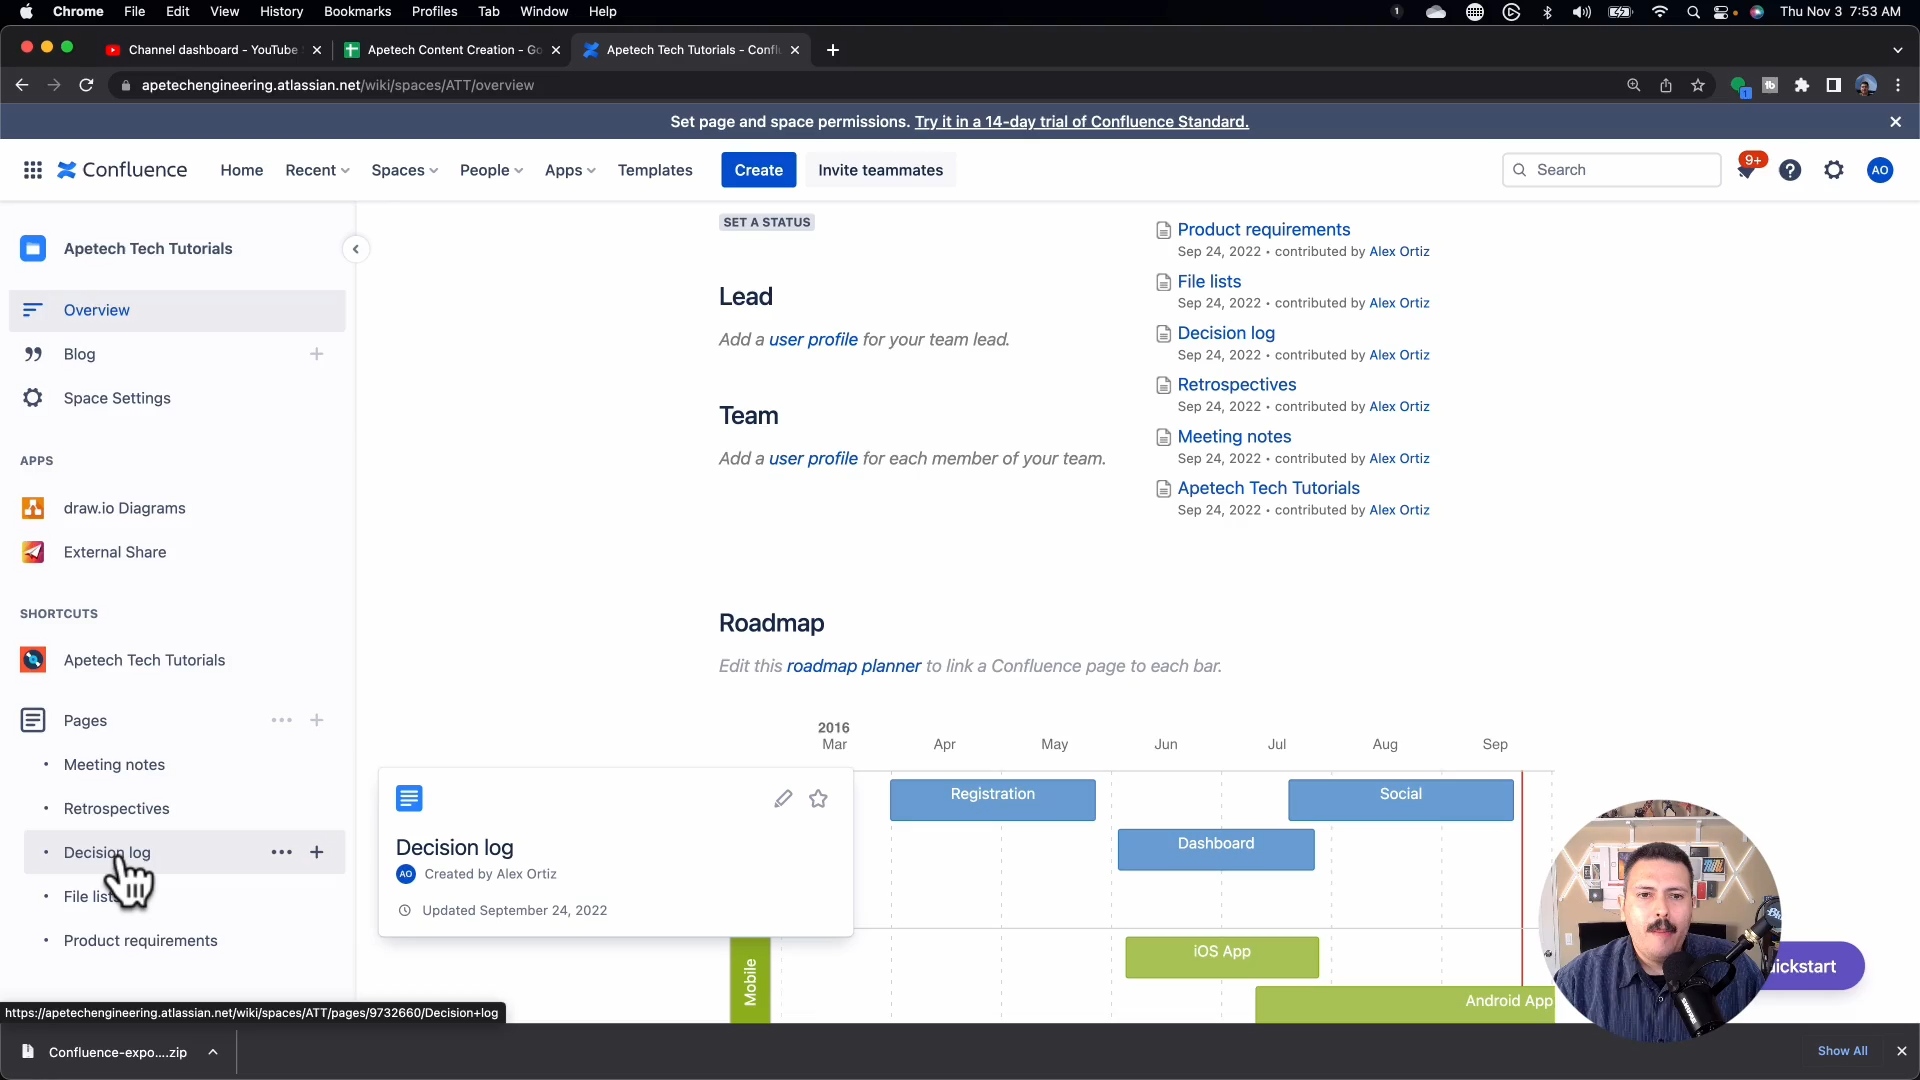 Chrome File Edit View History Bookmarks Profiles Tab Window Help
1
Thu Nov 3 7:53 AM
Channel dashboard - YouTube
Apetech Content Creation - Go
Apetech Tech Tutorials - Conflu
apetechengineering.atlassian.net/wiki/spaces/ATT/overview
1
tb
Set page and space permissions. Try it in a 14-day trial of Confluence Standard.
Confluence Home Recent Spaces People Apps Templates Create Invite teammates
Search
9+
AO
Apetech Tech Tutorials
Overview
Blog
Space Settings
APPS
draw.io Diagrams
External Share
SHORTCUTS
Apetech Tech Tutorials
Pages
Meeting notes
Retrospectives
Decision log
File lists
Product requirements
SET A STATUS
Lead
Add a user profile for your team lead.
Team
Add a user profile for each member of your team.
Product requirements
Sep 24, 2022 • contributed by Alex Ortiz
File lists
Sep 24, 2022 • contributed by Alex Ortiz
Decision log
Sep 24, 2022 • contributed by Alex Ortiz
Retrospectives
Sep 24, 2022 • contributed by Alex Ortiz
Meeting notes
Sep 24, 2022 • contributed by Alex Ortiz
Apetech Tech Tutorials
Sep 24, 2022 • contributed by Alex Ortiz
Roadmap
Edit this roadmap planner to link a Confluence page to each bar.
2016
Mar Apr May Jun Jul Aug Sep
Registration
Social
Dashboard
iOS App
Android App
Mobile
Decision log
AO Created by Alex Ortiz
Updated September 24, 2022
ickstart
https://apetechengineering.atlassian.net/wiki/spaces/ATT/pages/9732660/Decision+log
Confluence-expo....zip
Show All